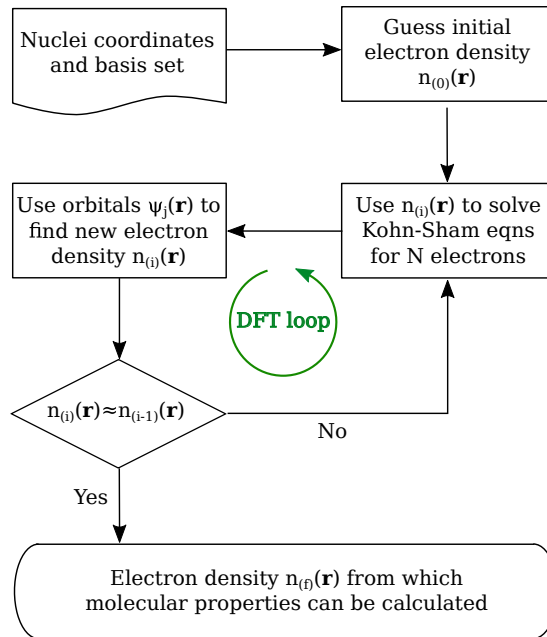 Nuclei coordinates
and basis set
Guess initial
electron density
n(0)(r)
Use orbitals ψj(r) to
find new electron
density n(i)(r)
Use n(i)(r) to solve
Kohn-Sham eqns
for N electrons
DFT loop
n(i)(r)≈n(i-1)(r)
No
Yes
Electron density n(f)(r) from which
molecular properties can be calculated